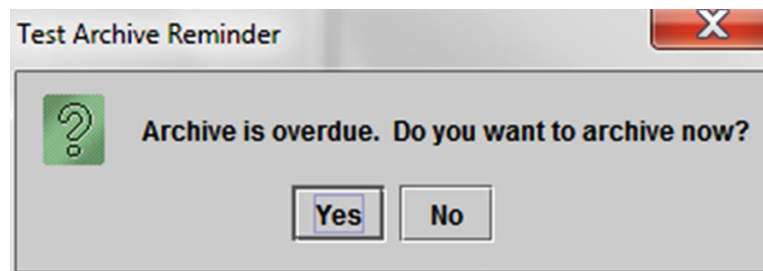 Test Archive Reminder
Archive is overdue.  Do you want to archive now?
Yes No